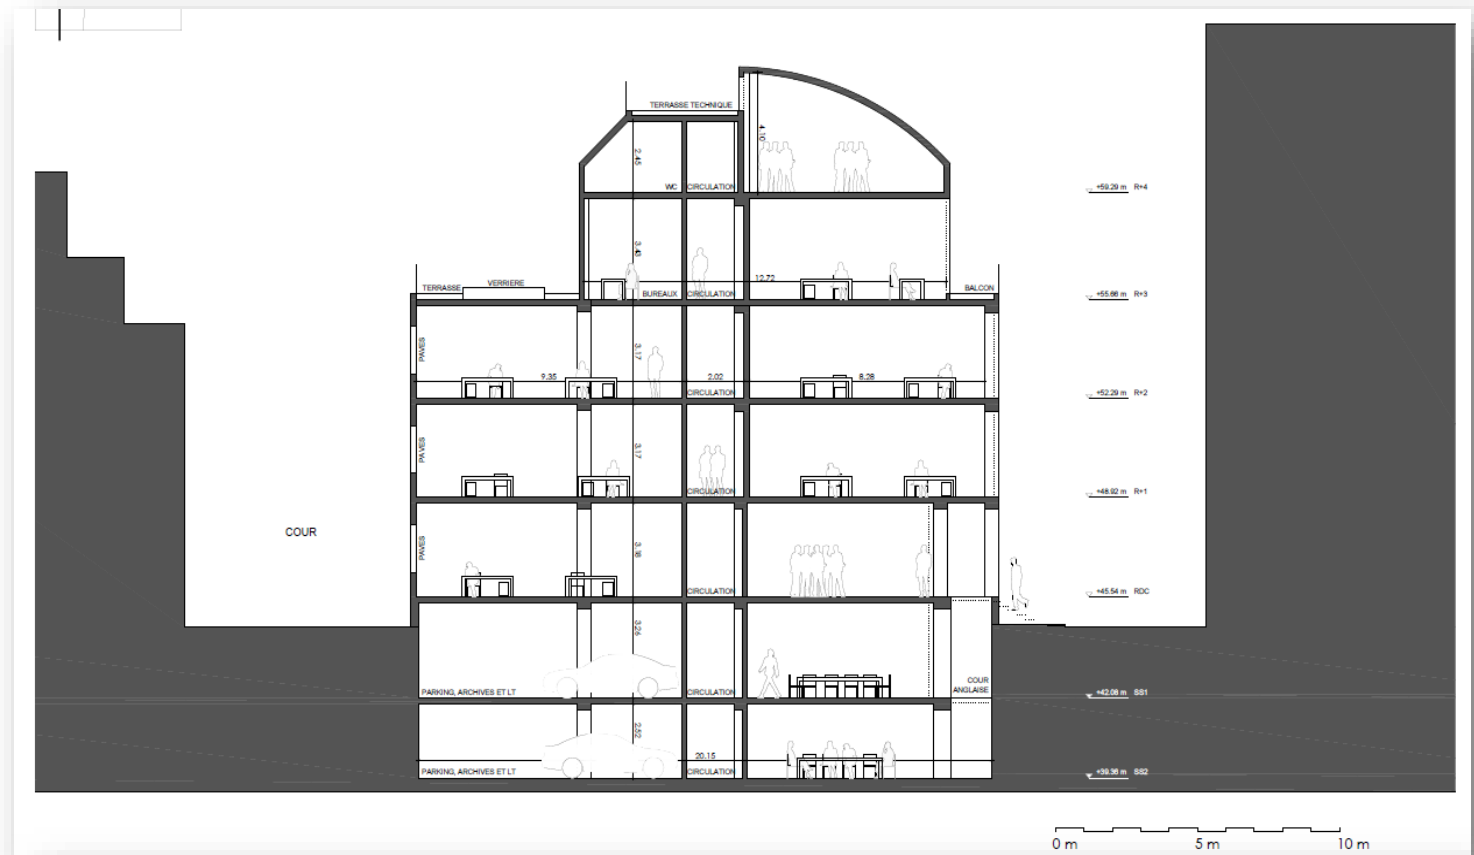 TERRASSE TECHNIQUE
4.10
2.45
WC CIRCULATION
+59.29 m R+4
3.43
12.72
TERRASSE
VERRIERE
BUREAUX CIRCULATION
BALCON
+55.66 m R+3
PAVES
3.17
9.35
2.02
8.28
CIRCULATION
+52.29 m R+2
PAVES
3.17
CIRCULATION
+48.92 m R+1
COUR
PAVES
3.18
CIRCULATION
+45.54 m RDC
3.26
PARKING, ARCHIVES ET LT
CIRCULATION
COUR
ANGLAISE
+42.08 m SS1
2.52
20.15
PARKING, ARCHIVES ET LT
CIRCULATION
+39.36 m SS2
0 m 5 m 10 m